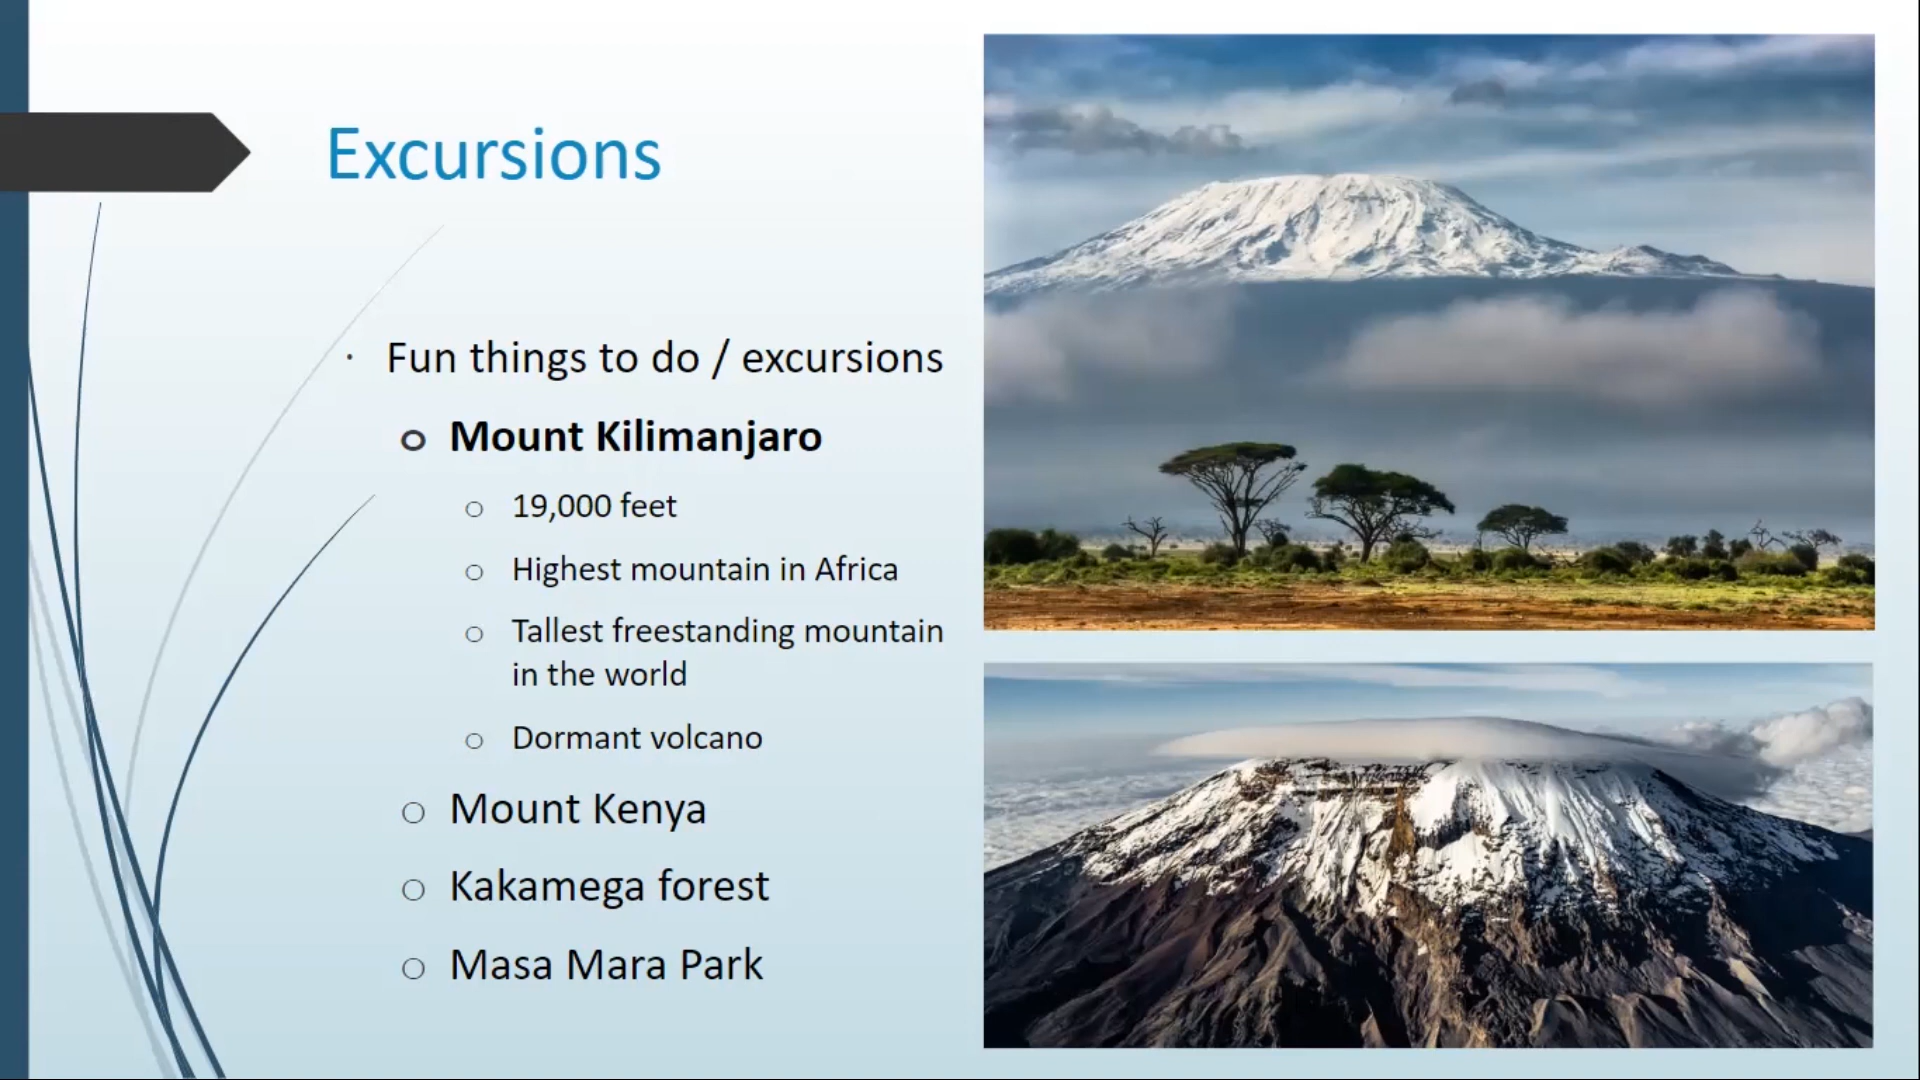 Excursions
Fun things to do / excursions
Mount Kilimanjaro
19,000 feet
Highest mountain in Africa
Tallest freestanding mountain
in the world
Dormant volcano
Mount Kenya
Kakamega forest
Masa Mara Park